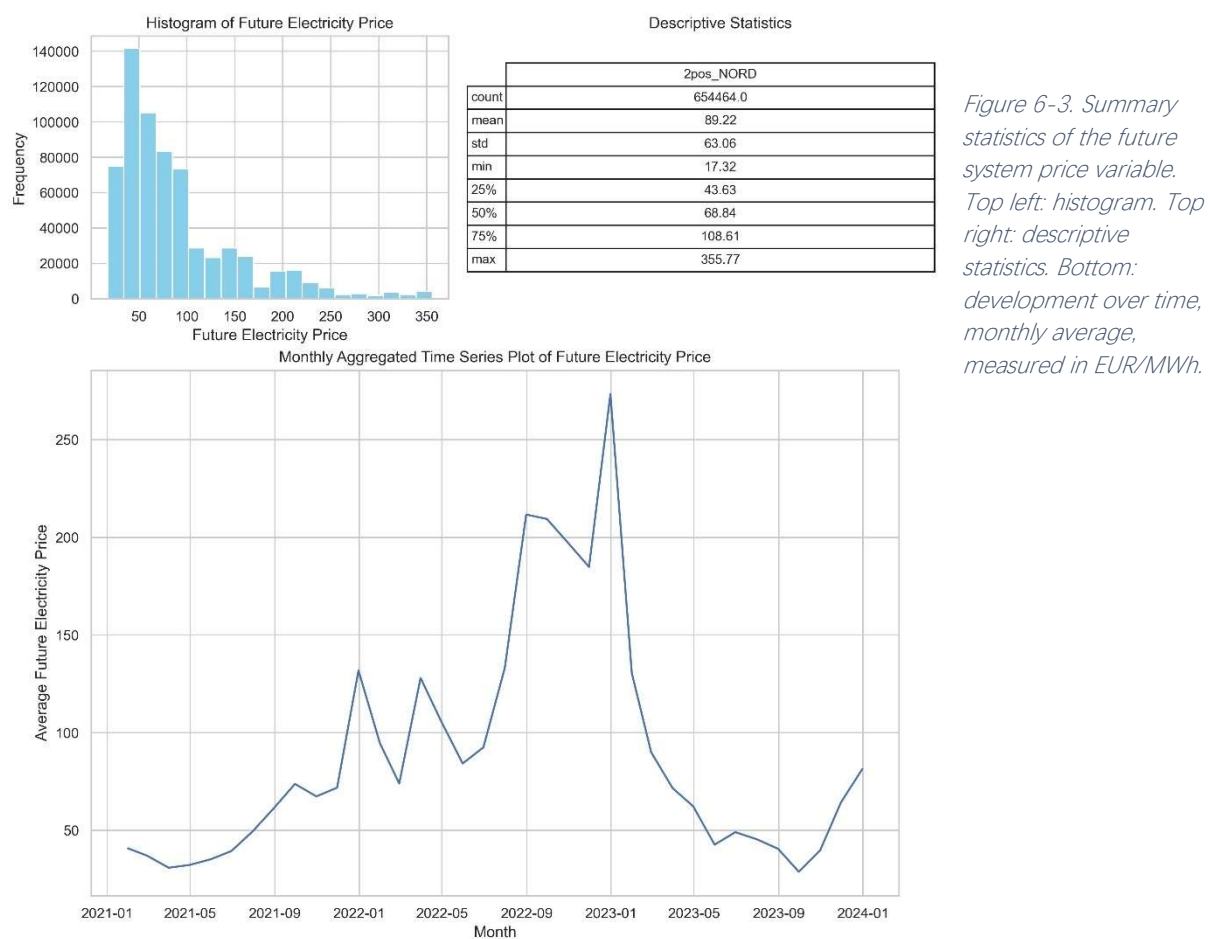 Histogram of Future Electricity Price
140000
120000
100000
80000
60000
40000
20000
0
Frequency
50 100 150 200 250 300 350
Future Electricity Price
Descriptive Statistics
2pos_NORD
count 654464.0
mean 89.22
std 63.06
min 17.32
25% 43.63
50% 68.84
75% 108.61
max 355.77
Figure 6-3. Summary
statistics of the future
system price variable.
Top left: histogram. Top
right: descriptive
statistics. Bottom:
development over time,
monthly average,
measured in EUR/MWh.
Monthly Aggregated Time Series Plot of Future Electricity Price
250
200
150
100
50
Average Future Electricity Price
2021-01 2021-05 2021-09 2022-01 2022-05 2022-09 2023-01 2023-05 2023-09 2024-01
Month